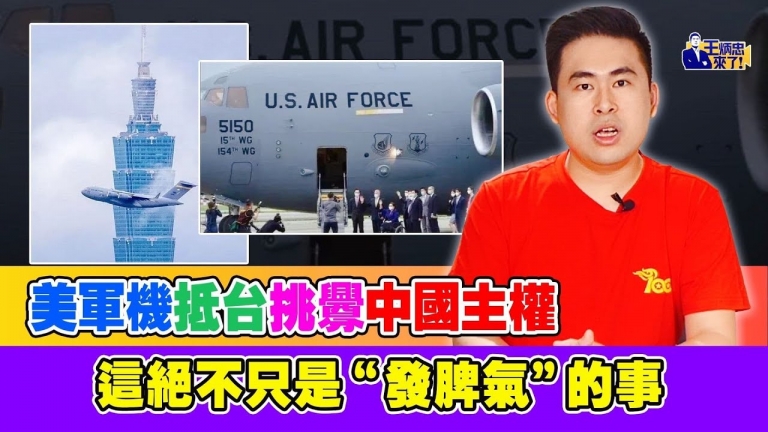 U.S. AIR FORCE
王炳忠
來了!
U.S. AIR FORCE
5150
15TH WG
154TH WG
美軍機抵台挑釁中國主權
這絕不只是“發脾氣”的事